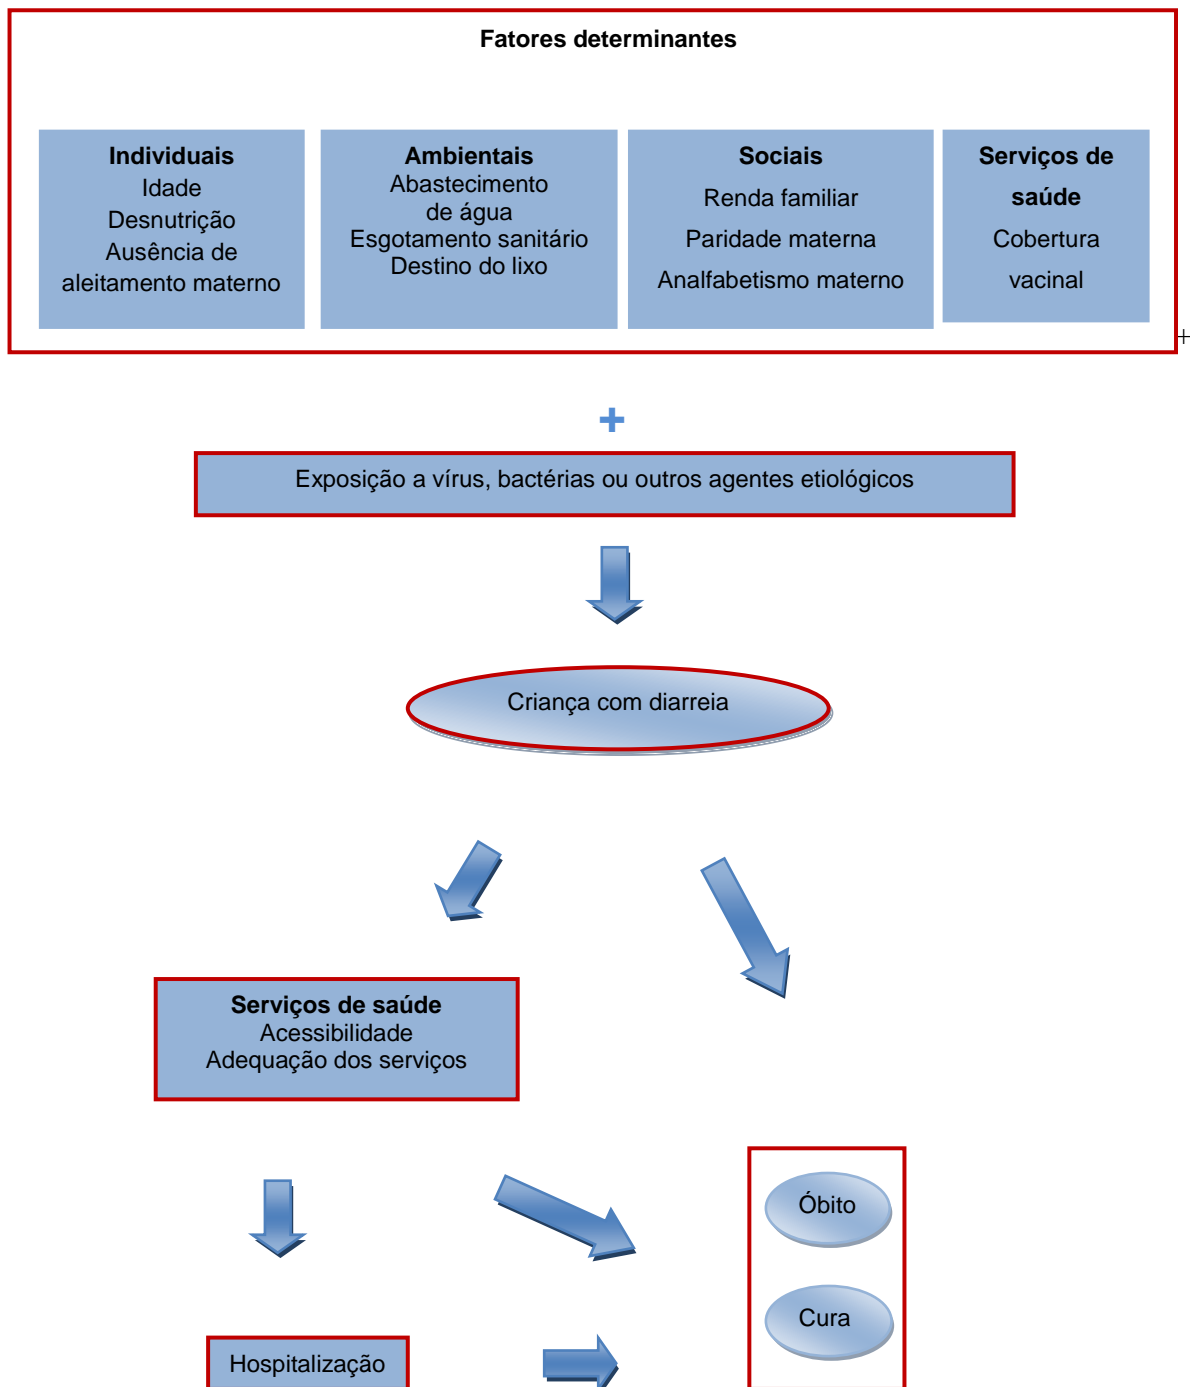 Fatores determinantes
Individuais
Idade
Desnutrição
Ausência de
aleitamento materno
Ambientais
Abastecimento
de água
Esgotamento sanitário
Destino do lixo
Sociais
Renda familiar
Paridade materna
Analfabetismo materno
Serviços de
saúde
Cobertura
vacinal
+
+
Exposição a vírus, bactérias ou outros agentes etiológicos
Criança com diarreia
Serviços de saúde
Acessibilidade
Adequação dos serviços
Óbito
Cura
Hospitalização